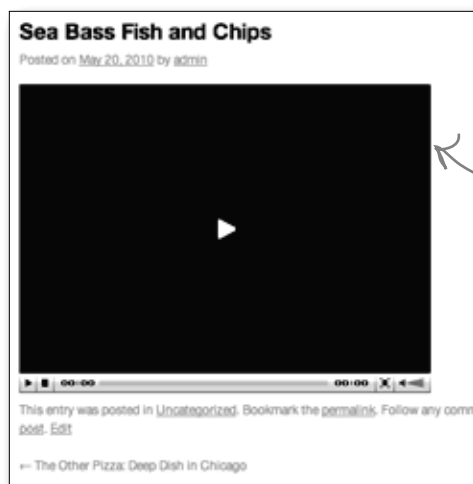 Sea Bass Fish and Chips
Posted on May 20, 2010 by admin
00:00 00:00
This entry was posted in Uncategorized. Bookmark the permalink. Follow any comm
post. Edit
← The Other Pizza: Deep Dish in Chicago